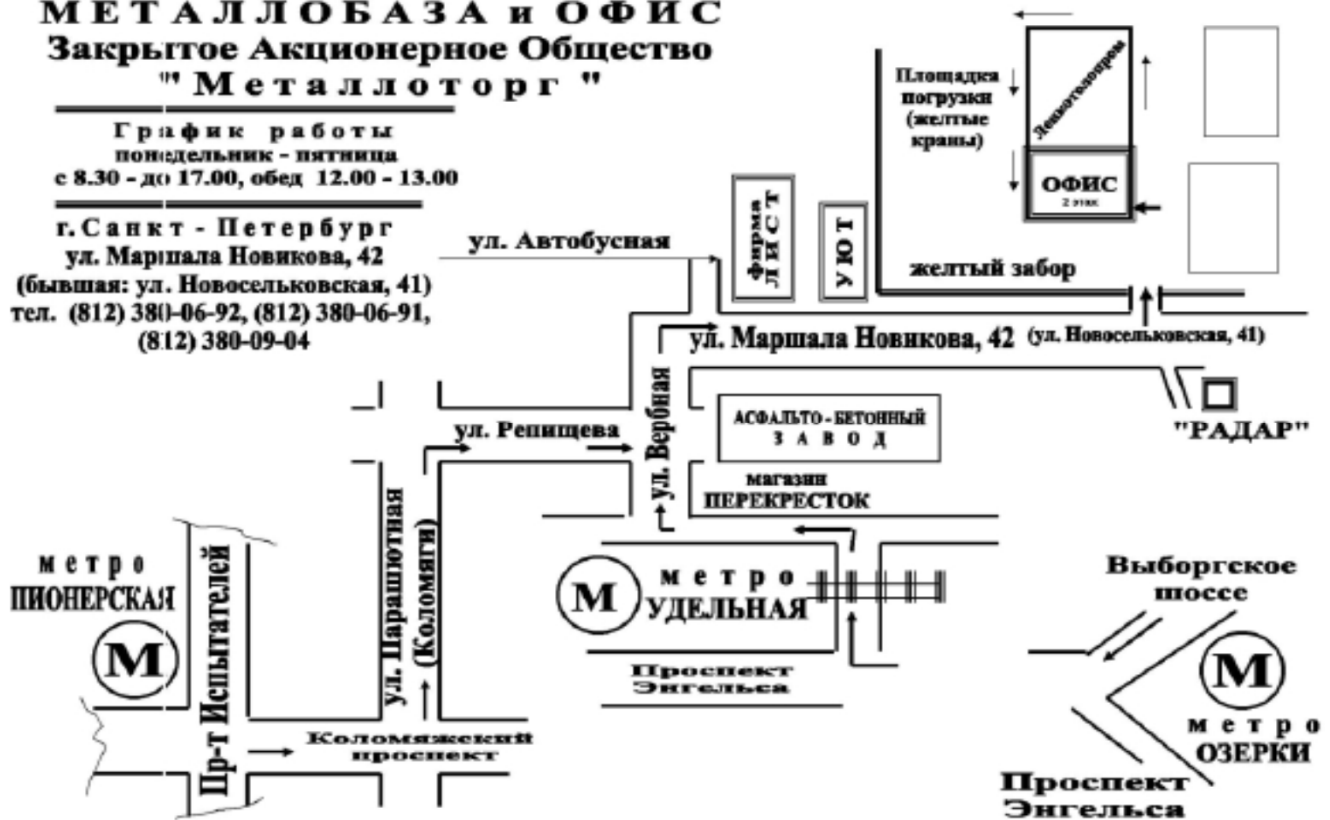 МЕТАЛЛОБАЗА и ОФИС
Закрытое Акционерное Общество
"Металлоторг"
График работы
понедельник - пятница
с 8.30 - до 17.00, обед 12.00 - 13.00
г. Санкт - Петербург
ул. Маршала Новикова, 42
(бывшая: ул. Новосельковская, 41)
тел. (812) 380-06-92, (812) 380-06-91,
(812) 380-09-04
Площадка
погрузки
(желтые
краны)
Ленкотолопром
ОФИС
2 этаж
фирма
ЛИСТ
УЮТ
желтый забор
ул. Автобусная
ул. Маршала Новикова, 42 (ул. Новосельковская, 41)
"РАДАР"
ул. Вербная
АСФАЛЬТО - БЕТОННЫЙ
ЗАВОД
ул. Репищева
магазин
ПЕРЕКРЕСТОК
ул. Парашютная
(Коломяги)
метро
ПИОНЕРСКАЯ
М
Пр-т Испытателей
Коломяжский
проспект
М
метро
УДЕЛЬНАЯ
Проспект
Энгельса
Выборгское
шоссе
М
метро
ОЗЕРКИ
Проспект
Энгельса